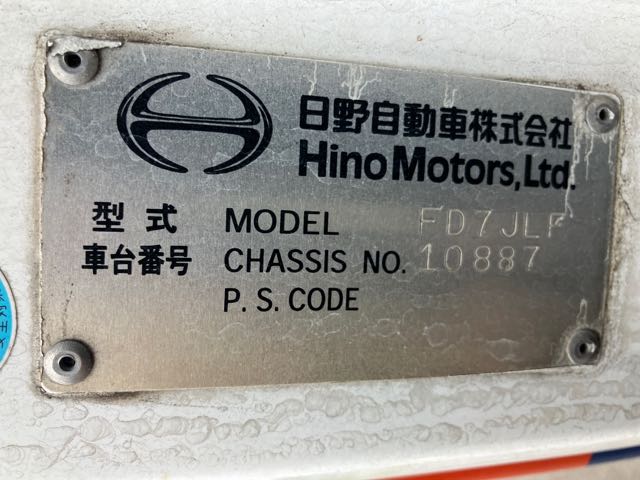 日野自動車株式会社
Hino Motors, Ltd.
型式 MODEL FD7JLF
車台番号 CHASSIS NO. 10887
P.S. CODE